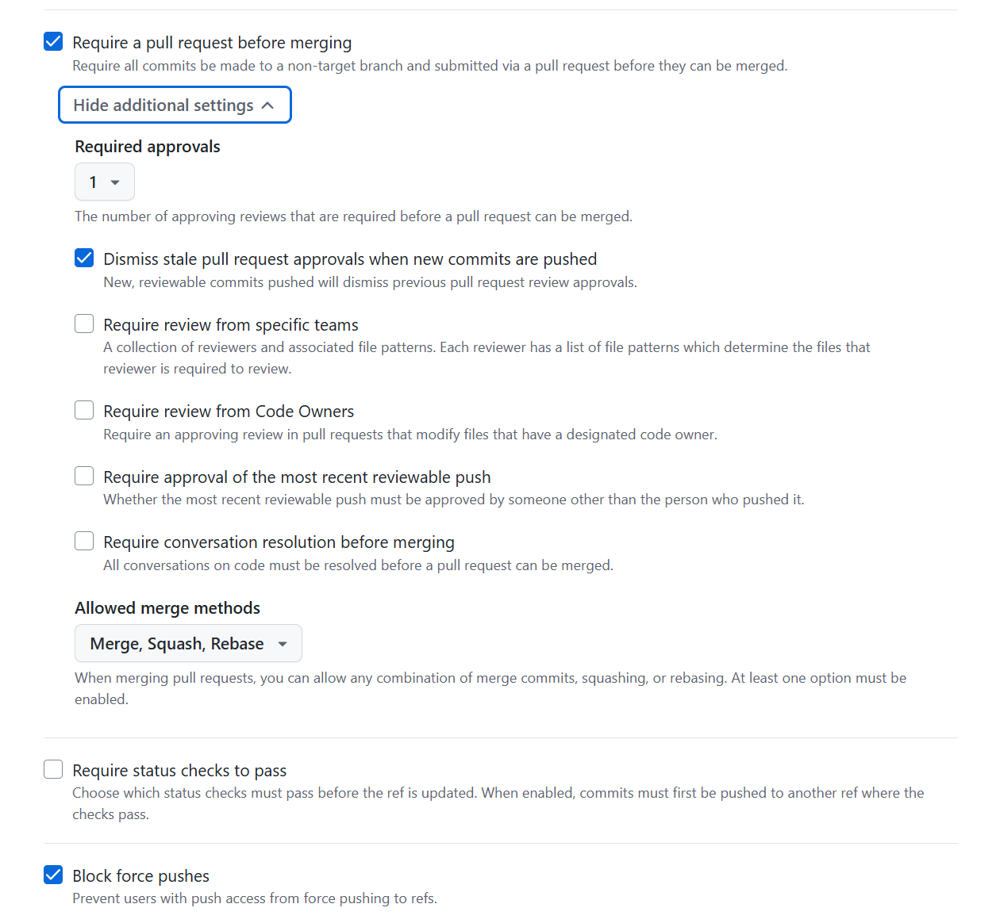 Require a pull request before merging
Require all commits be made to a non-target branch and submitted via a pull request before they can be merged.
Hide additional settings
Required approvals
1
The number of approving reviews that are required before a pull request can be merged.
Dismiss stale pull request approvals when new commits are pushed
New, reviewable commits pushed will dismiss previous pull request review approvals.
Require review from specific teams
A collection of reviewers and associated file patterns. Each reviewer has a list of file patterns which determine the files that
reviewer is required to review.
Require review from Code Owners
Require an approving review in pull requests that modify files that have a designated code owner.
Require approval of the most recent reviewable push
Whether the most recent reviewable push must be approved by someone other than the person who pushed it.
Require conversation resolution before merging
All conversations on code must be resolved before a pull request can be merged.
Allowed merge methods
Merge, Squash, Rebase
When merging pull requests, you can allow any combination of merge commits, squashing, or rebasing. At least one option must be
enabled.
Require status checks to pass
Choose which status checks must pass before the ref is updated. When enabled, commits must first be pushed to another ref where the
checks pass.
Block force pushes
Prevent users with push access from force pushing to refs.